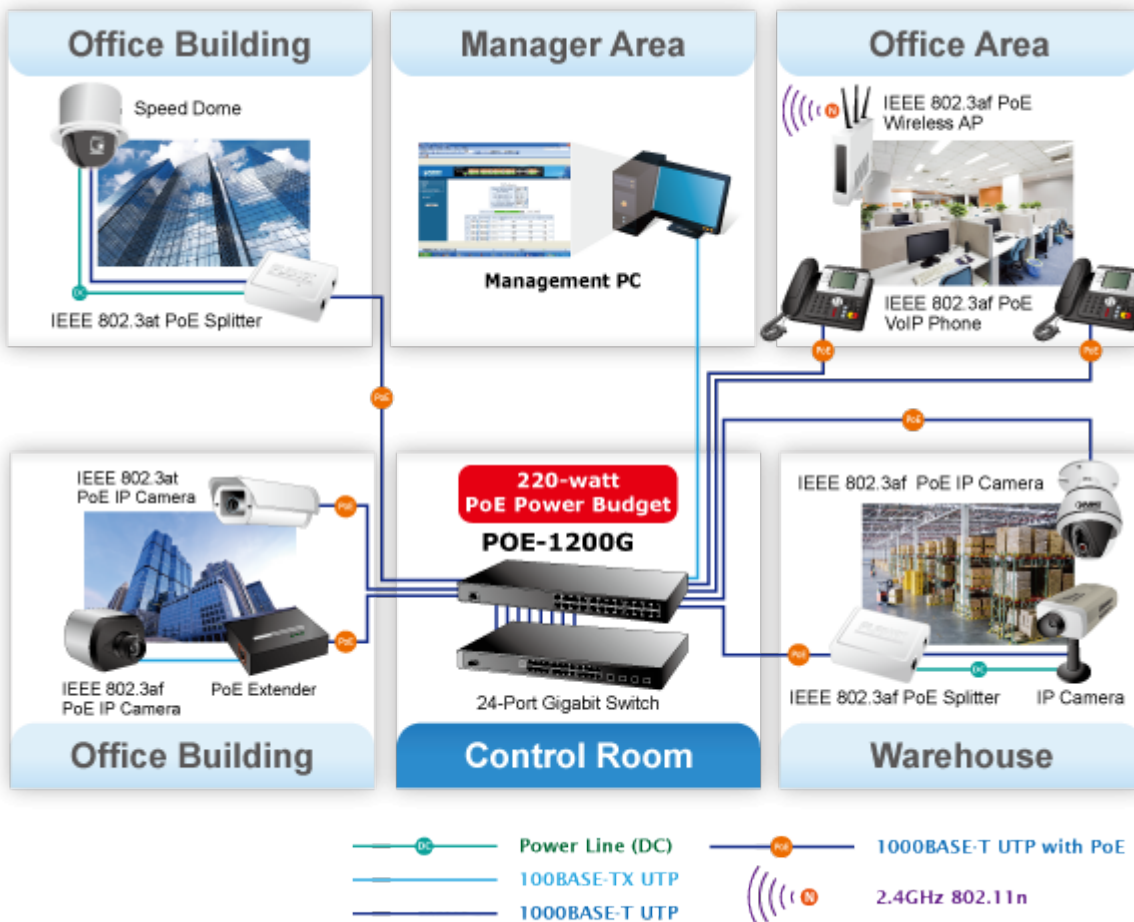 Office Building
Manager Area
Office Area
Speed Dome
IEEE 802.3af PoE
Wireless AP
N
Management PC
DC
IEEE 802.3at PoE Splitter
IEEE 802.3af PoE
VoIP Phone
PoE
PoE
PoE
PoE
IEEE 802.3at
PoE IP Camera
PoE
220-watt
PoE Power Budget
POE-1200G
IEEE 802.3af PoE IP Camera
PoE
PoE
DC
IEEE 802.3af
PoE IP Camera
PoE Extender
24-Port Gigabit Switch
IEEE 802.3af PoE Splitter
IP Camera
Office Building
Control Room
Warehouse
DC
Power Line (DC)
PoE
1000BASE-T UTP with PoE
100BASE-TX UTP
N
2.4GHz 802.11n
1000BASE-T UTP